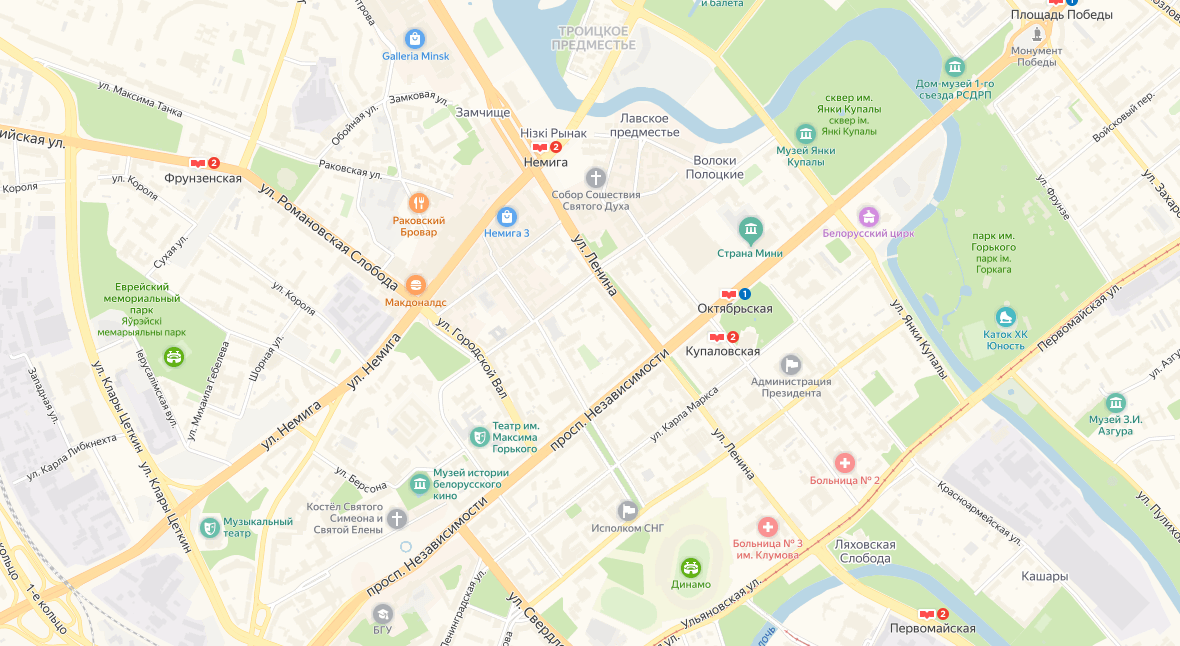 и балета
Площадь Победы
1
Монумент
Победы
ТРОИЦКОЕ
ПРЕДМЕСТЬЕ
Galleria Minsk
Дом-музей 1-го
съезда РСДРП
ул. Максима Танка
Замковая ул.
Обойная ул.
Замчище
сквер им.
Янки Купалы
сквер ім.
Янкі Купалы
Войсковый пер.
Лавское
предместье
Нiзкi Рынак
2
Немига
Музей Янки
Купалы
Волоки
Полоцкие
ийская ул.
2
Фрунзенская
Раковская ул.
ул. Короля
Короля
ул. Романовская Слобода
Собор Сошествия
Святого Духа
ул. Фрунзе
ул. Захаро
Раковский
Бровар
Немига 3
Белорусский цирк
Страна Мини
парк им.
Горького
парк ім.
Горкага
Сухая ул.
ул. Ленина
Еврейский
мемориальный
парк
Яўрэйскі
мемарыяльны парк
ул. Короля
Макдоналдс
1
Октябрьская
ул. Янки Купалы
Каток ХК
Юность
Первомайская ул.
2
Купаловская
ул. Городской Вал
ул. Немига
Шорная ул.
Іерусалімская вул.
ул. Михаила Гебелева
Западная ул.
ул. Клары Цеткин
Администрация
Президента
ул. Азгура
просп. Независимости
ул. Карла Маркса
Музей З.И.
Азгура
ул. Немига
Театр им.
Максима
Горького
ул. Ленина
ул. Карла Либкнехта
Больница № 2
Музей истории
белорусского
кино
ул. Берсона
ул. Клары Цеткин
Красноармейская ул.
ул. Пулихо
Костёл Святого
Симеона и
Святой Елены
Музыкальный
театр
Исполком СНГ
Больница № 3
им. Клумова
Ляховская
Слобода
просп. Независимости
Кашары
Динамо
Ульяновская ул.
кольцо
1-е кольцо
БГУ
Ленинградская ул.
ул. Свердло
2
Первомайская